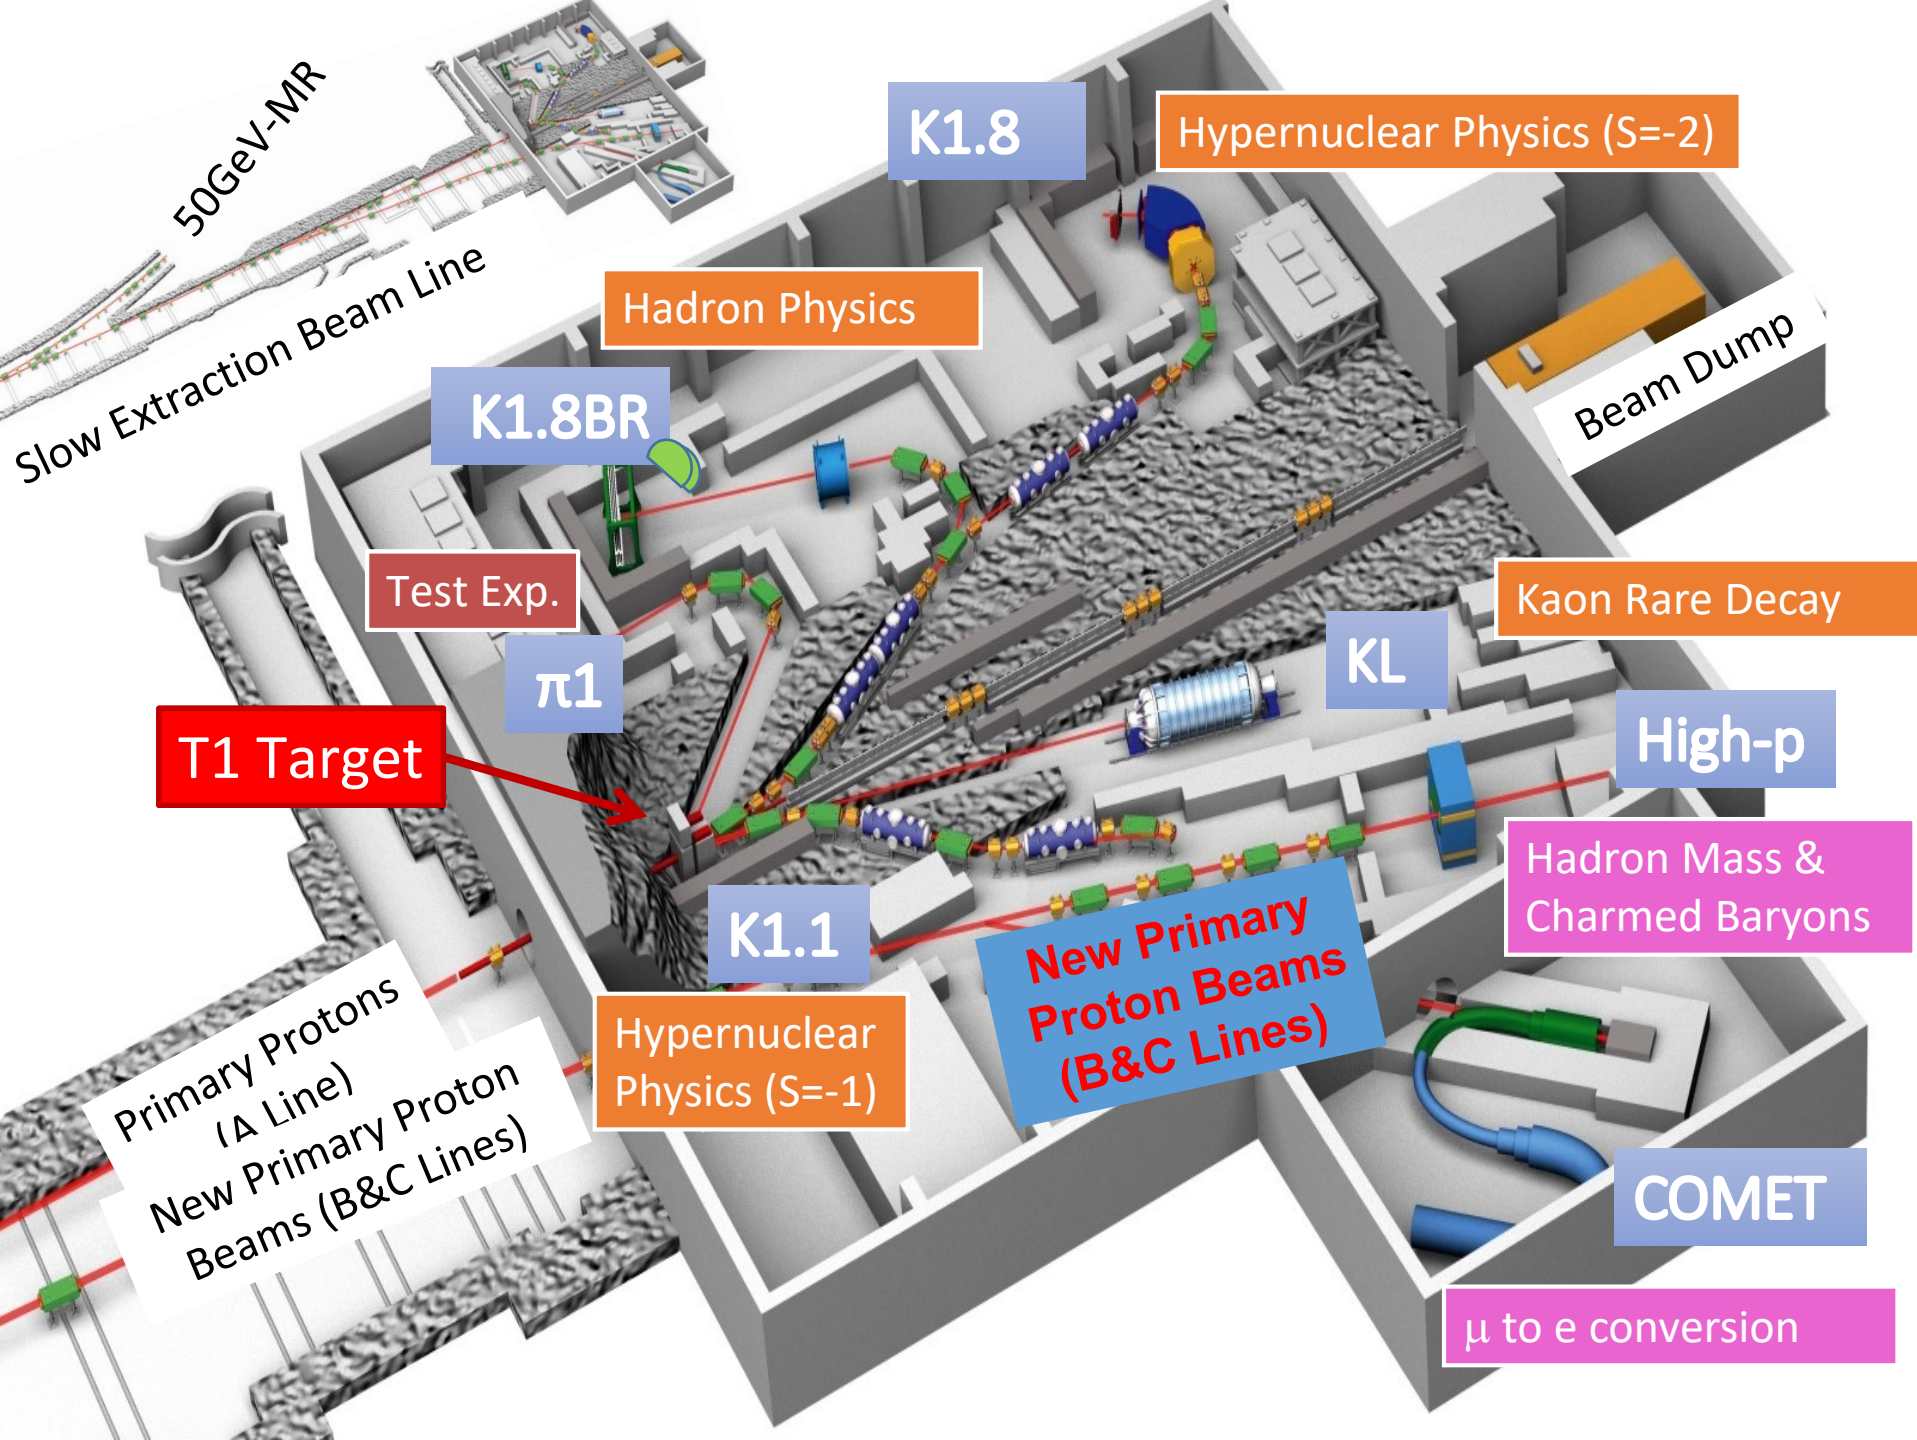 50GeV-MR
Slow Extraction Beam Line
K1.8
Hypernuclear Physics (S=-2)
Hadron Physics
K1.8BR
Beam Dump
Test Exp.
π1
Kaon Rare Decay
KL
T1 Target
High-p
Hadron Mass &
Charmed Baryons
K1.1
Hypernuclear
Physics (S=-1)
New Primary
Proton Beams
(B&C Lines)
Primary Protons
(A Line)
New Primary Proton
Beams (B&C Lines)
COMET
μ to e conversion